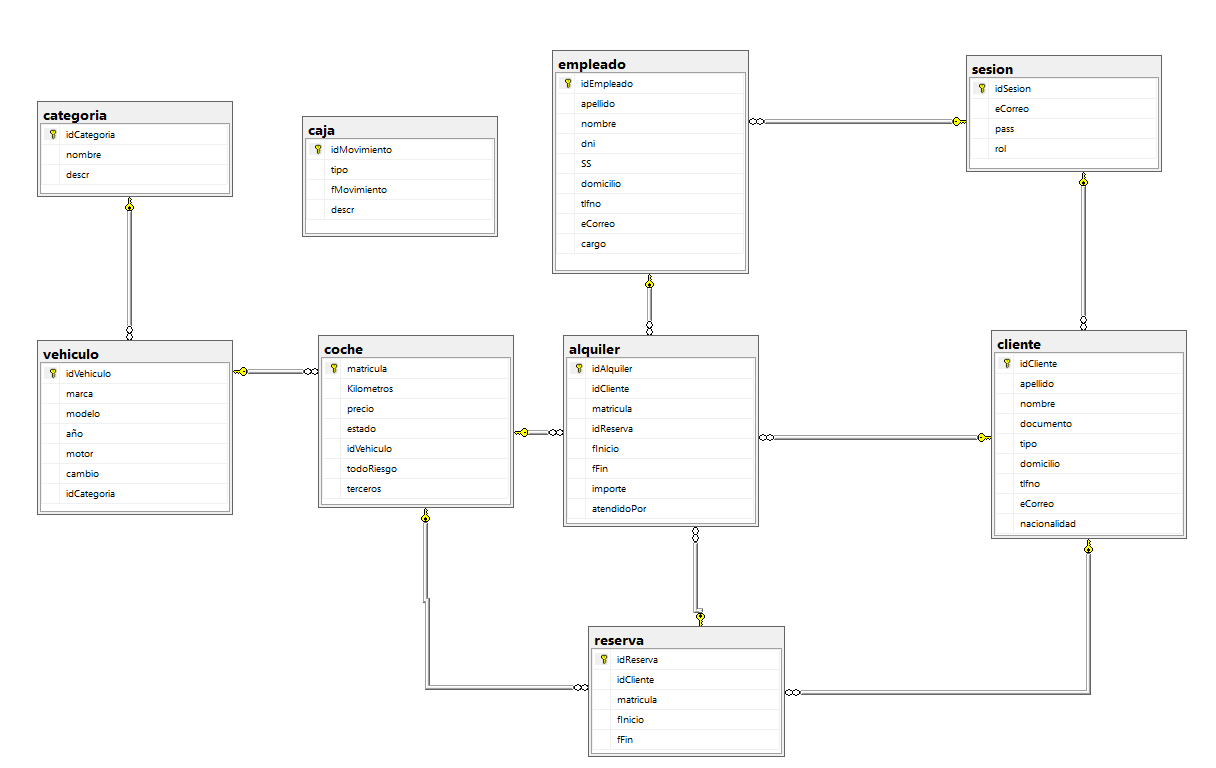 categoria
idCategoria
nombre
descr
caja
idMovimiento
tipo
fMovimiento
descr
empleado
idEmpleado
apellido
nombre
dni
SS
domicilio
tlfno
eCorreo
cargo
sesion
idSesion
eCorreo
pass
rol
vehiculo
idVehiculo
marca
modelo
año
motor
cambio
idCategoria
coche
matricula
Kilometros
precio
estado
idVehiculo
todoRiesgo
terceros
alquiler
idAlquiler
idCliente
matricula
idReserva
fInicio
fFin
importe
atendidoPor
cliente
idCliente
apellido
nombre
documento
tipo
domicilio
tlfno
eCorreo
nacionalidad
reserva
idReserva
idCliente
matricula
fInicio
fFin